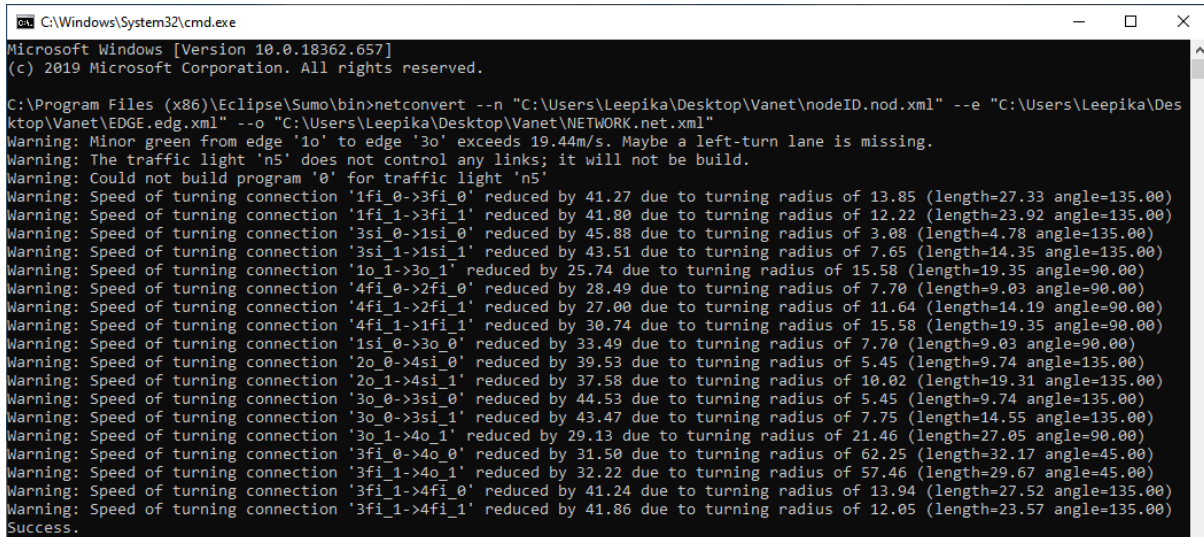 C:\Windows\System32\cmd.exe
Microsoft Windows [Version 10.0.18362.657]
(c) 2019 Microsoft Corporation. All rights reserved.
C:\Program Files (x86)\Eclipse\Sumo\bin>netconvert --n "C:\Users\Leepika\Desktop\Vanet\nodeID.nod.xml" --e "C:\Users\Leepika\Des
ktop\Vanet\EDGE.edg.xml" --o "C:\Users\Leepika\Desktop\Vanet\NETWORK.net.xml"
Warning: Minor green from edge '1o' to edge '3o' exceeds 19.44m/s. Maybe a left-turn lane is missing.
Warning: The traffic light 'n5' does not control any links; it will not be build.
Warning: Could not build program '0' for traffic light 'n5'
Warning: Speed of turning connection '1fi_0->3fi_0' reduced by 41.27 due to turning radius of 13.85 (length=27.33 angle=135.00)
Warning: Speed of turning connection '1fi_1->3fi_1' reduced by 41.80 due to turning radius of 12.22 (length=23.92 angle=135.00)
Warning: Speed of turning connection '3si_0->1si_0' reduced by 45.88 due to turning radius of 3.08 (length=4.78 angle=135.00)
Warning: Speed of turning connection '3si_1->1si_1' reduced by 43.51 due to turning radius of 7.65 (length=14.35 angle=135.00)
Warning: Speed of turning connection '1o_1->3o_1' reduced by 25.74 due to turning radius of 15.58 (length=19.35 angle=90.00)
Warning: Speed of turning connection '4fi_0->2fi_0' reduced by 28.49 due to turning radius of 7.70 (length=9.03 angle=90.00)
Warning: Speed of turning connection '4fi_1->2fi_1' reduced by 27.00 due to turning radius of 11.64 (length=14.19 angle=90.00)
Warning: Speed of turning connection '4fi_1->1fi_1' reduced by 30.74 due to turning radius of 15.58 (length=19.35 angle=90.00)
Warning: Speed of turning connection '1si_0->3o_0' reduced by 33.49 due to turning radius of 7.70 (length=9.03 angle=90.00)
Warning: Speed of turning connection '2o_0->4si_0' reduced by 39.53 due to turning radius of 5.45 (length=9.74 angle=135.00)
Warning: Speed of turning connection '2o_1->4si_1' reduced by 37.58 due to turning radius of 10.02 (length=19.31 angle=135.00)
Warning: Speed of turning connection '3o_0->3si_0' reduced by 44.53 due to turning radius of 5.45 (length=9.74 angle=135.00)
Warning: Speed of turning connection '3o_0->3si_1' reduced by 43.47 due to turning radius of 7.75 (length=14.55 angle=135.00)
Warning: Speed of turning connection '3o_1->4o_1' reduced by 29.13 due to turning radius of 21.46 (length=27.05 angle=90.00)
Warning: Speed of turning connection '3fi_0->4o_0' reduced by 31.50 due to turning radius of 62.25 (length=32.17 angle=45.00)
Warning: Speed of turning connection '3fi_1->4o_1' reduced by 32.22 due to turning radius of 57.46 (length=29.67 angle=45.00)
Warning: Speed of turning connection '3fi_1->4fi_0' reduced by 41.24 due to turning radius of 13.94 (length=27.52 angle=135.00)
Warning: Speed of turning connection '3fi_1->4fi_1' reduced by 41.86 due to turning radius of 12.05 (length=23.57 angle=135.00)
Success.